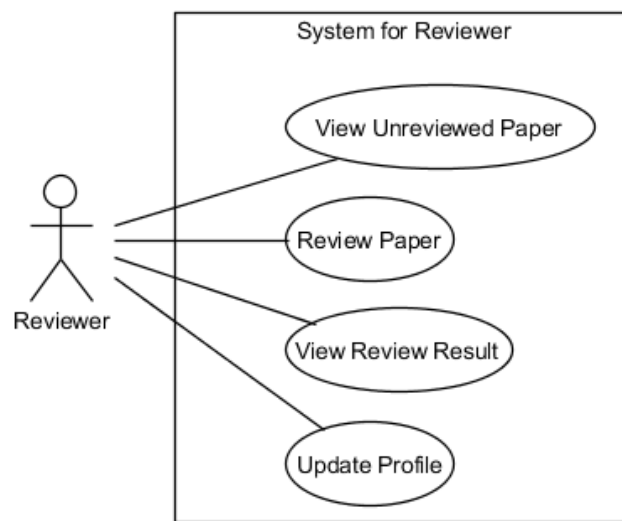 System for Reviewer
View Unreviewed Paper
Review Paper
Reviewer
View Review Result
Update Profile